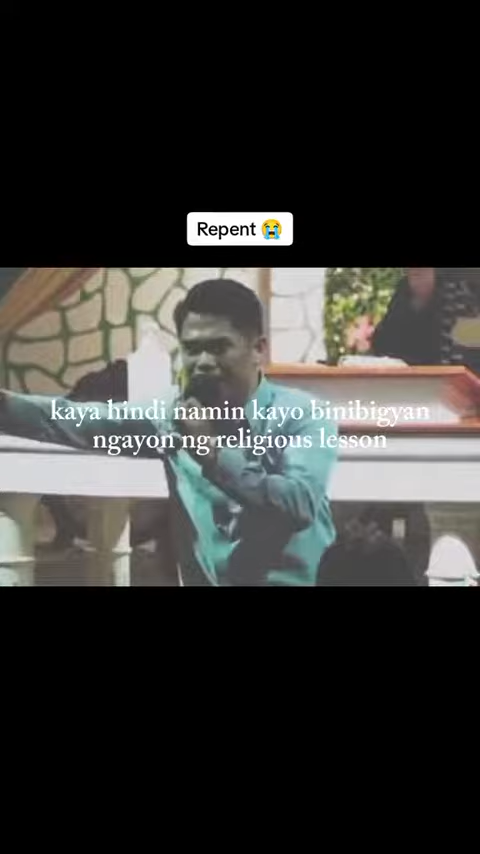 Repent 😭
kaya hindi namin kayo binibigyan
ngayon ng religious lesson